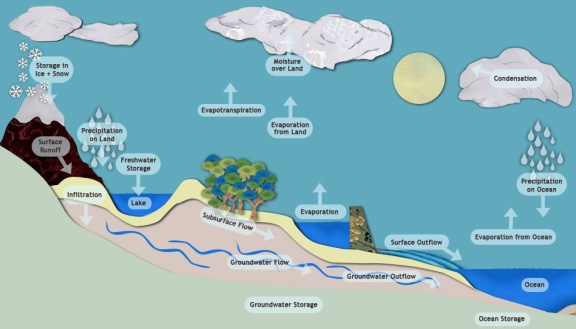 Storage in
Ice + Snow
Moisture
over Land
Condensation
Evapotranspiration
Evaporation
from Land
Precipitation
on Land
Surface
Runoff
Freshwater
Storage
Precipitation
on Ocean
Infiltration
Lake
Evaporation
Subsurface Flow
Surface Outflow
Evaporation from Ocean
Groundwater Flow
Groundwater Outflow
Ocean
Groundwater Storage
Ocean Storage